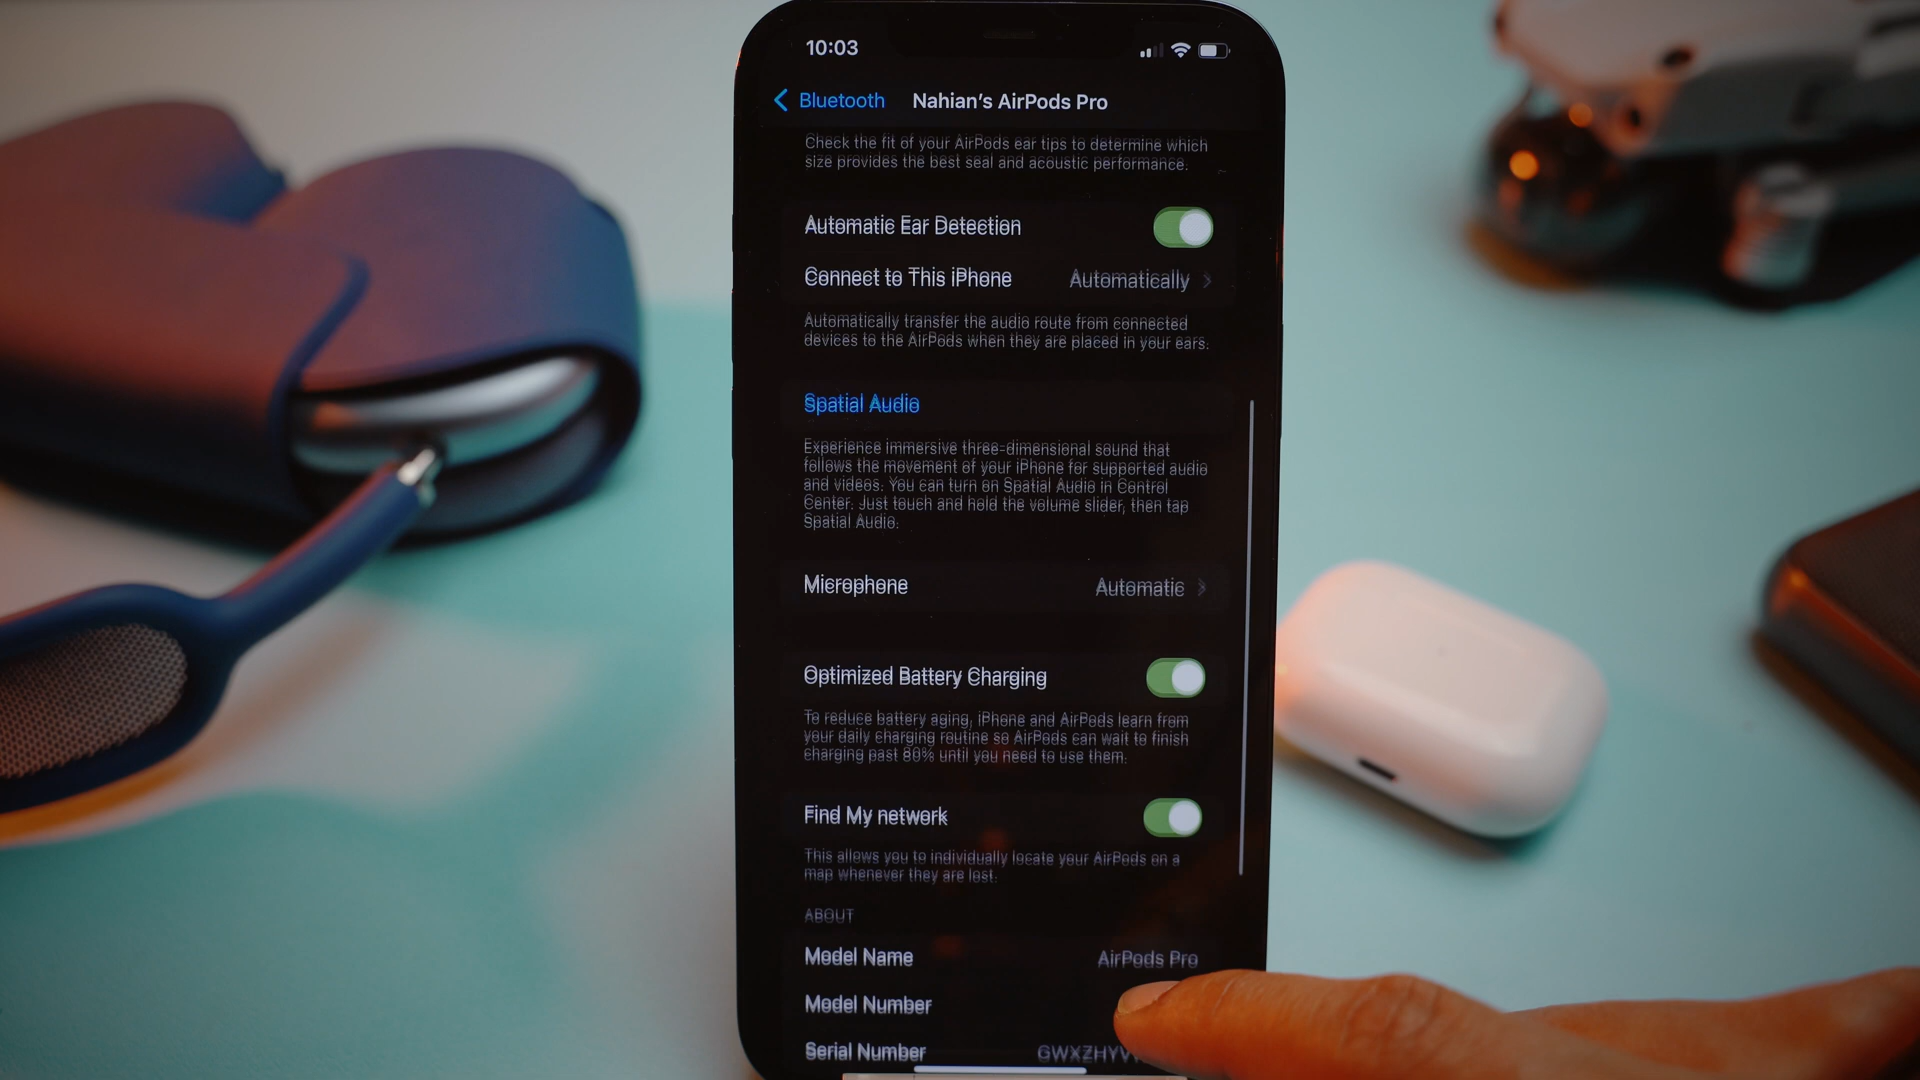 10:03
Bluetooth Nahian's AirPods Pro
Check the fit of your AirPods ear tips to determine which
size provides the best seal and acoustic performance.
Automatic Ear Detection
Connect to This iPhone Automatically
Automatically transfer the audio route from connected
devices to the AirPods when they are placed in your ears.
Spatial Audio
Experience immersive three-dimensional sound that
follows the movement of your iPhone for supported audio
and videos. You can turn on Spatial Audio in Control
Center. Just touch and hold the volume slider, then tap
Spatial Audio.
Microphone Automatic
Optimized Battery Charging
To reduce battery aging, iPhone and AirPods learn from
your daily charging routine so AirPods can wait to finish
charging past 80% until you need to use them.
Find My network
This allows you to individually locate your AirPods on a
map whenever they are lost.
ABOUT
Model Name AirPods Pro
Model Number
Serial Number